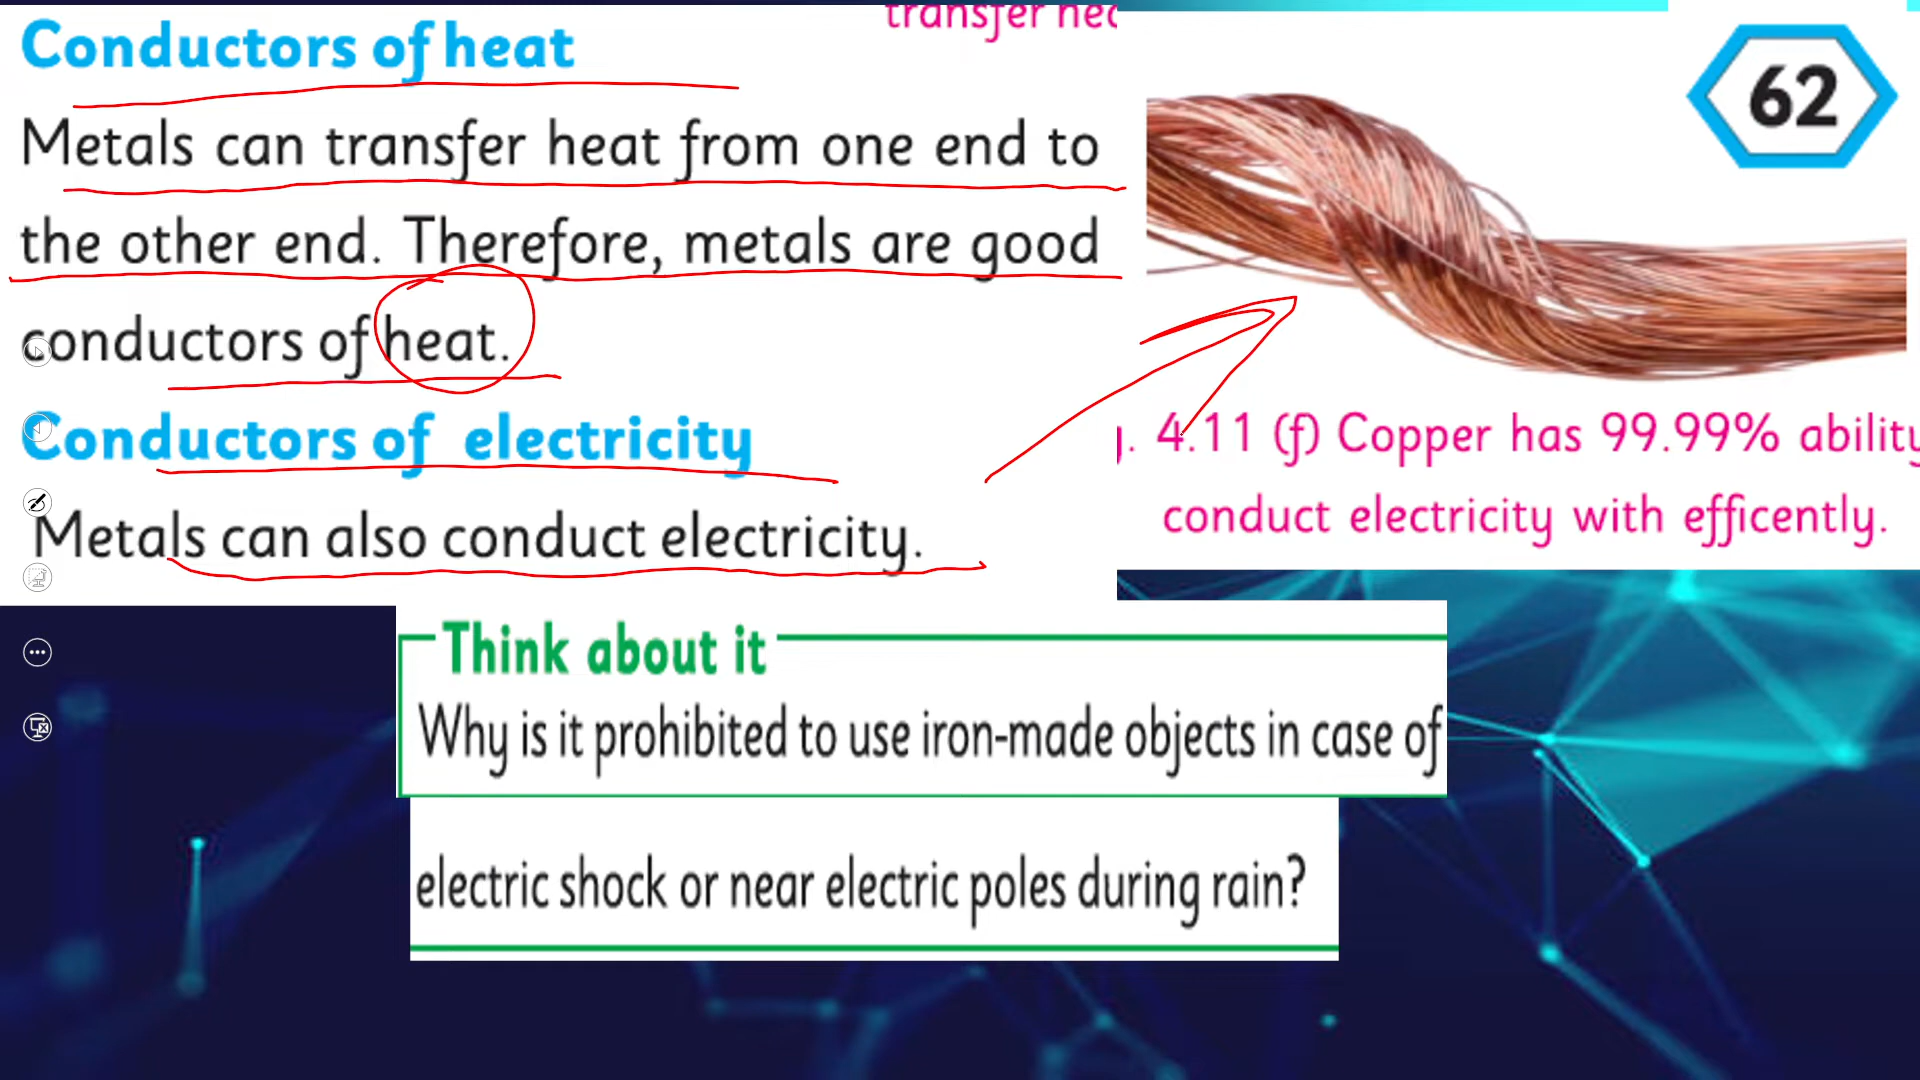 Conductors of heat
Metals can transfer heat from one end to
the other end. Therefore, metals are good
conductors of heat.
Conductors of electricity
Metals can also conduct electricity.
transfer
62
4.11 (f) Copper has 99.99% ability
conduct electricity with efficently.
Think about it
Why is it prohibited to use iron-made objects in case of
electric shock or near electric poles during rain?